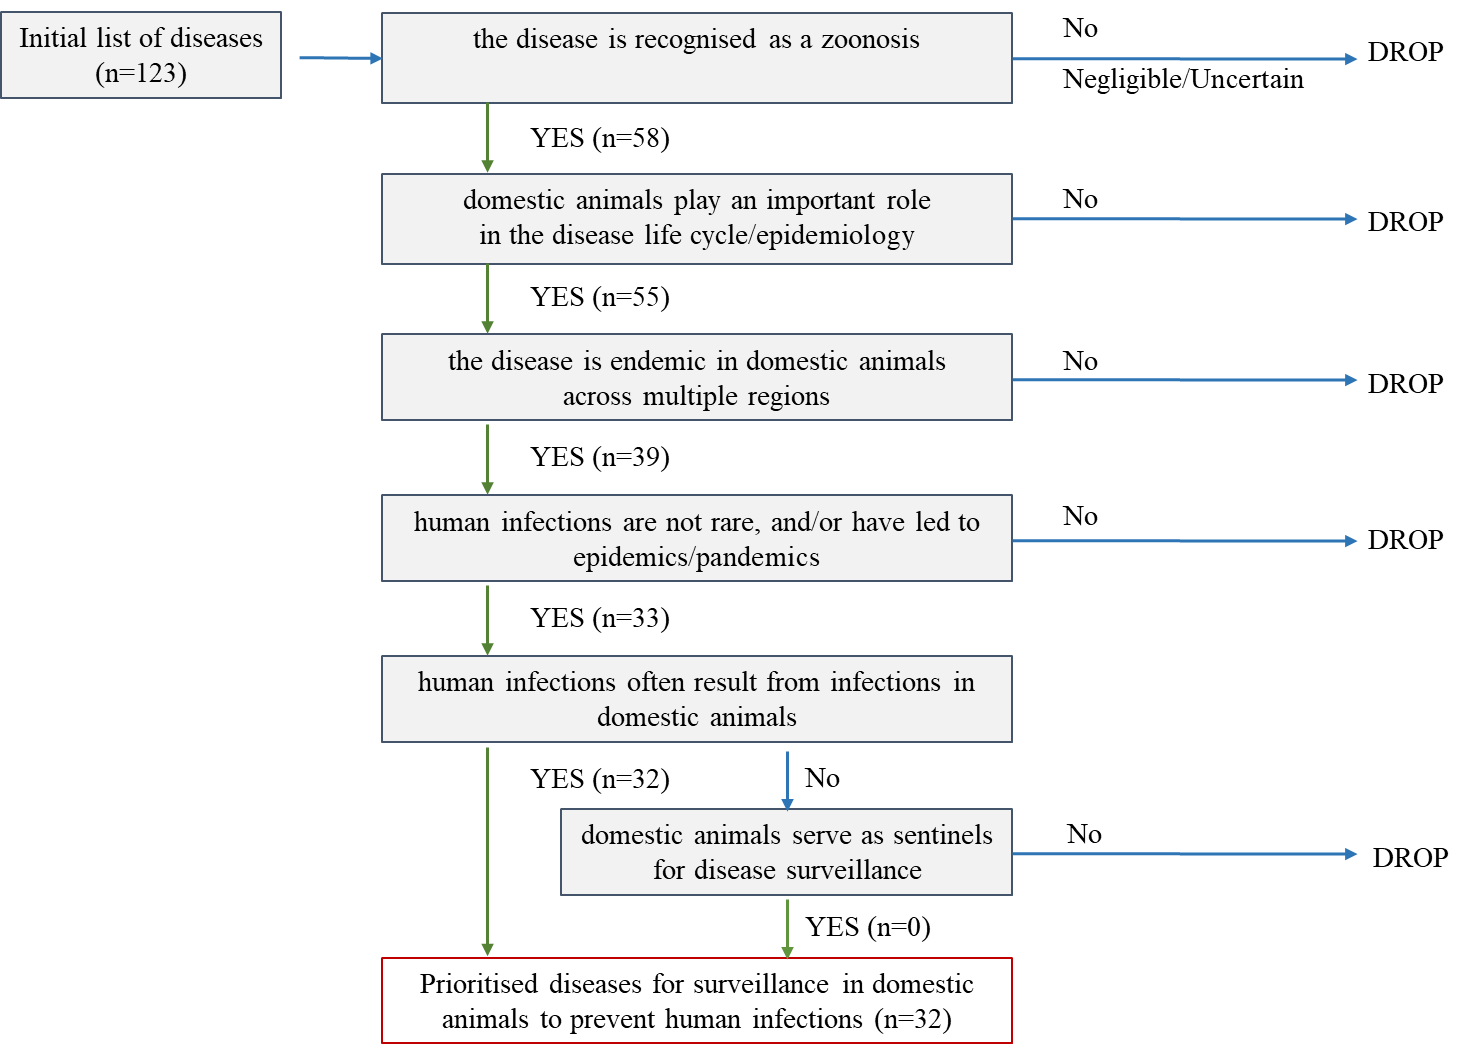 Initial list of diseases
(n=123)
the disease is recognised as a zoonosis
No
Negligible/Uncertain
DROP
YES (n=58)
domestic animals play an important role
in the disease life cycle/epidemiology
No
DROP
YES (n=55)
the disease is endemic in domestic animals
across multiple regions
No
DROP
YES (n=39)
human infections are not rare, and/or have led to
epidemics/pandemics
No
DROP
YES (n=33)
human infections often result from infections in
domestic animals
YES (n=32)
No
domestic animals serve as sentinels
for disease surveillance
No
DROP
YES (n=0)
Prioritised diseases for surveillance in domestic
animals to prevent human infections (n=32)